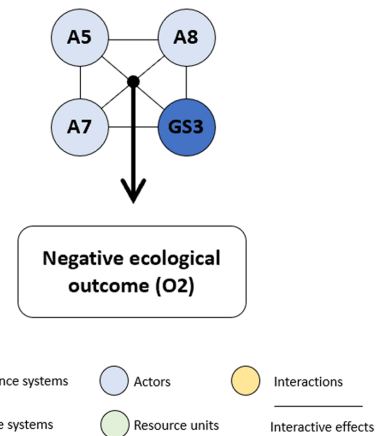 A5 A8
A7 GS3
Negative ecological
outcome (O2)
nce systems Actors Interactions
e systems Resource units Interactive effects